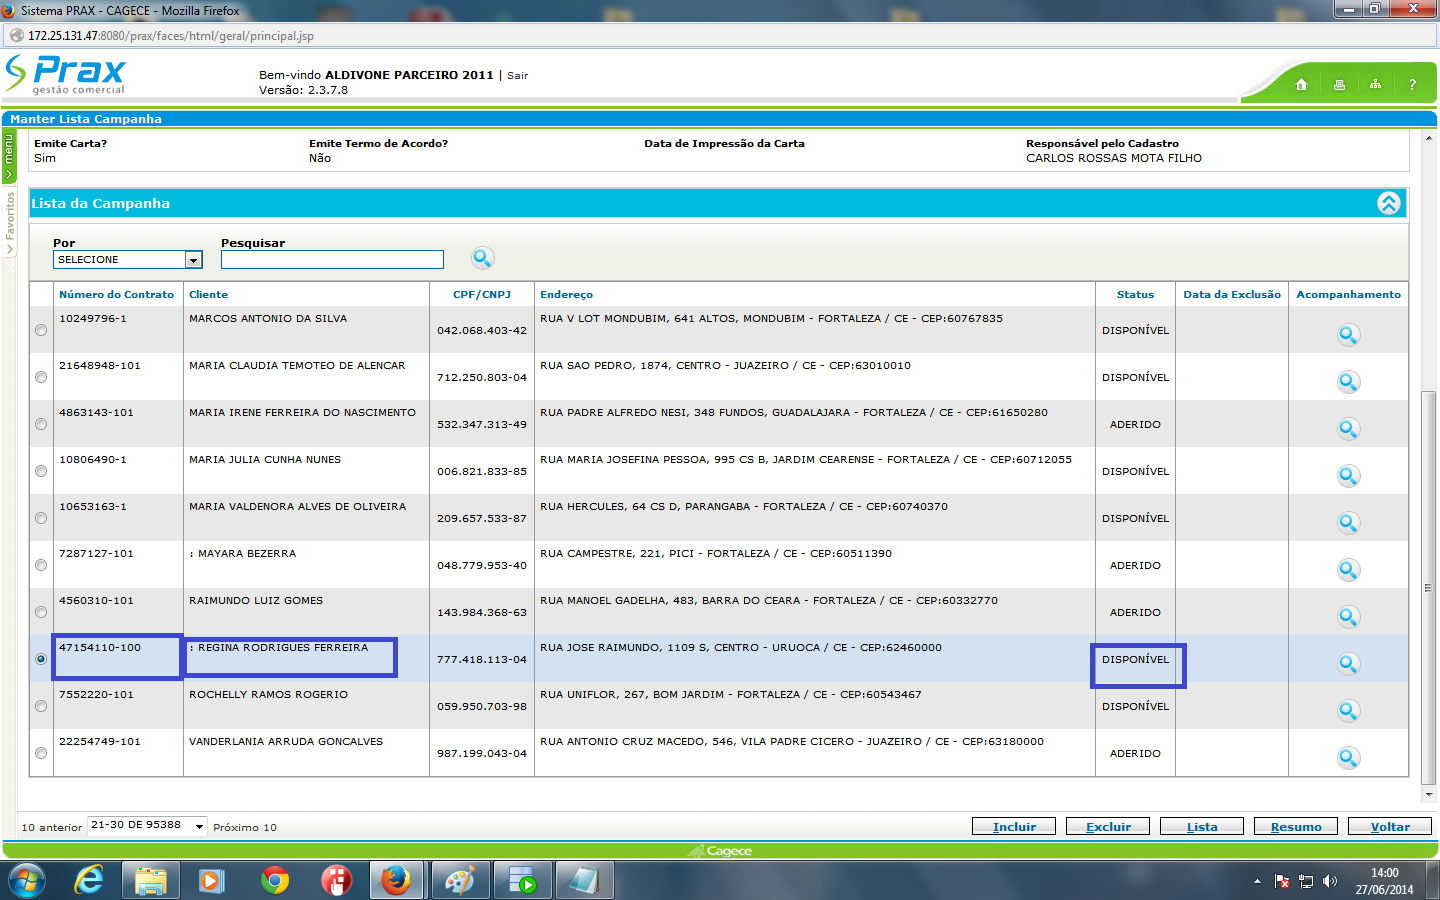 Sistema PRAX - CAGECE - Mozilla Firefox
172.25.131.47:8080/prax/faces/html/geral/principal.jsp
Prax
gestão comercial
Bem-vindo ALDIVONE PARCEIRO 2011 | Sair
Versão: 2.3.7.8
?
Manter Lista Campanha
menu
Favoritos
Emite Carta? Emite Termo de Acordo? Data de Impressão da Carta Responsável pelo Cadastro
Sim Não CARLOS ROSSAS MOTA FILHO
Lista da Campanha
Por Pesquisar
SELECIONE
Número do Contrato Cliente CPF/CNPJ Endereço Status Data da Exclusão Acompanhamento
10249796-1 MARCOS ANTONIO DA SILVA 042.068.403-42 RUA V LOT MONDUBIM, 641 ALTOS, MONDUBIM - FORTALEZA / CE - CEP:60767835 DISPONÍVEL
21648948-101 MARIA CLAUDIA TEMOTEO DE ALENCAR 712.250.803-04 RUA SAO PEDRO, 1874, CENTRO - JUAZEIRO / CE - CEP:63010010 DISPONÍVEL
4863143-101 MARIA IRENE FERREIRA DO NASCIMENTO 532.347.313-49 RUA PADRE ALFREDO NESI, 348 FUNDOS, GUADALAJARA - FORTALEZA / CE - CEP:61650280 ADERIDO
10806490-1 MARIA JULIA CUNHA NUNES 006.821.833-85 RUA MARIA JOSEFINA PESSOA, 995 CS B, JARDIM CEARENSE - FORTALEZA / CE - CEP:60712055 DISPONÍVEL
10653163-1 MARIA VALDENORA ALVES DE OLIVEIRA 209.657.533-87 RUA HERCULES, 64 CS D, PARANGABA - FORTALEZA / CE - CEP:60740370 DISPONÍVEL
7287127-101 : MAYARA BEZERRA 048.779.953-40 RUA CAMPESTRE, 221, PICI - FORTALEZA / CE - CEP:60511390 ADERIDO
4560310-101 RAIMUNDO LUIZ GOMES 143.984.368-63 RUA MANOEL GADELHA, 483, BARRA DO CEARA - FORTALEZA / CE - CEP:60332770 ADERIDO
47154110-100 : REGINA RODRIGUES FERREIRA 777.418.113-04 RUA JOSE RAIMUNDO, 1109 S, CENTRO - URUOCA / CE - CEP:62460000 DISPONÍVEL
7552220-101 ROCHELLY RAMOS ROGERIO 059.950.703-98 RUA UNIFLOR, 267, BOM JARDIM - FORTALEZA / CE - CEP:60543467 DISPONÍVEL
22254749-101 VANDERLANIA ARRUDA GONCALVES 987.199.043-04 RUA ANTONIO CRUZ MACEDO, 546, VILA PADRE CICERO - JUAZEIRO / CE - CEP:63180000 ADERIDO
10 anterior 21-30 DE 95388 Próximo 10 Incluir Excluir Lista Resumo Voltar
Cagece
14:00
27/06/2014